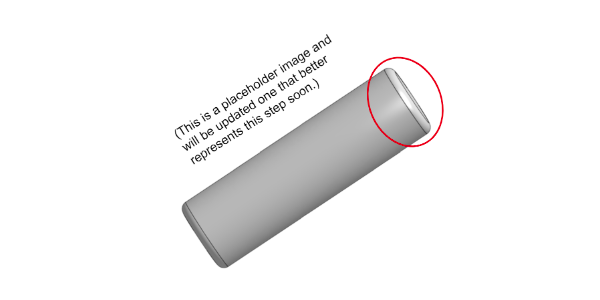 (This is a placeholder image and
will be updated one that better
represents this step soon.)